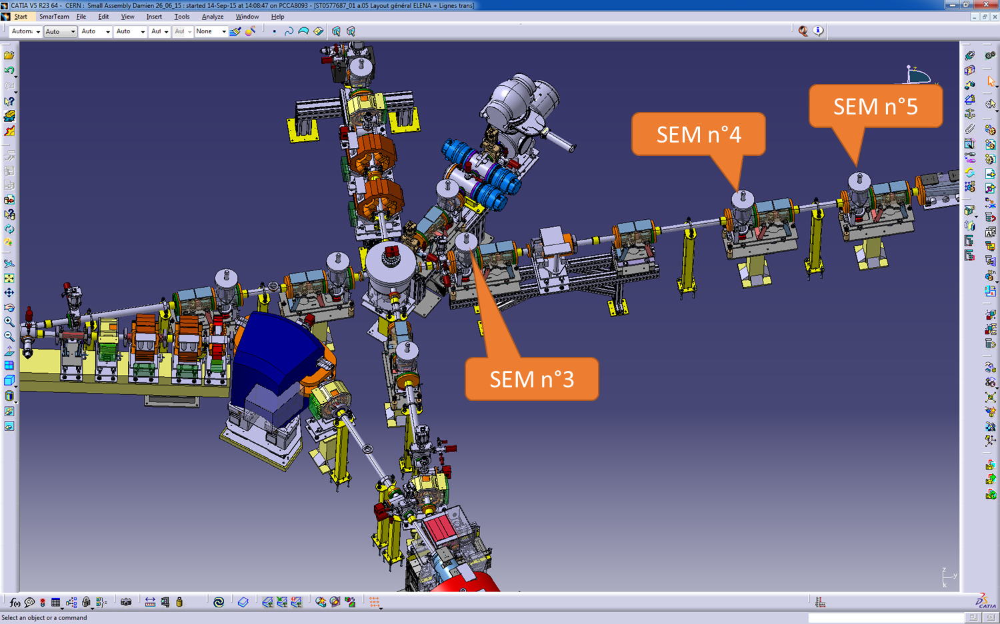 CATIA V5 R23 64 - CERN : Small Assembly Damien 26_06_15 : started 14-Sep-15 at 14:08:47 on PCCA8093 - [ST0577687_01 a.05 Layout général ELENA + Lignes trans]
Start SmarTeam File Edit View Insert Tools Analyze Window Help
Autom Auto Auto Auto Aut Aut None
z
SEM n°5
SEM n°4
SEM n°3
z
y
f(x)
CATIA
Select an object or a command